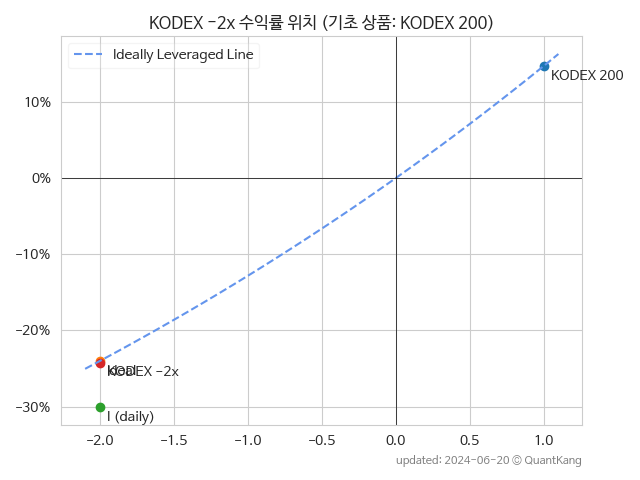 KODEX -2x 수익률 위치 (기초 상품: KODEX 200)
Ideally Leveraged Line
KODEX 200
10%
0%
-10%
-20%
-30%
KODEX -2x
I (daily)
-2.0
-1.5
-1.0
-0.5
0.0
0.5
1.0
updated: 2024-06-20 © QuantKang